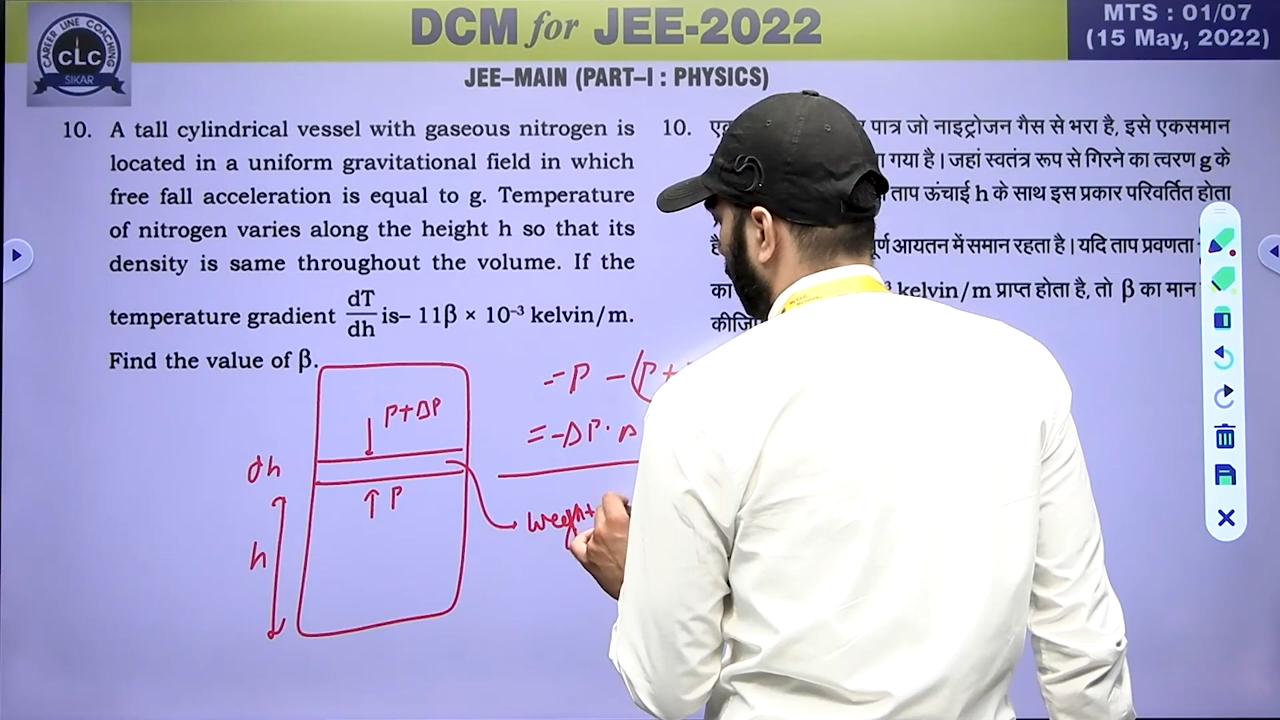 CAREER LINE COACHING
CLC
SIKAR
DCM for JEE-2022
MTS : 01/07
(15 May, 2022)
JEE–MAIN (PART–I : PHYSICS)
10. A tall cylindrical vessel with gaseous nitrogen is
located in a uniform gravitational field in which
free fall acceleration is equal to g. Temperature
of nitrogen varies along the height h so that its
density is same throughout the volume. If the
temperature gradient dT/dh is– 11β × 10⁻³ kelvin/m.
Find the value of β.
10. पात्र जो नाइट्रोजन गैस से भरा है, इसे एकसमान
गया है। जहां स्वतंत्र रूप से गिरने का त्वरण g के
ताप ऊंचाई h के साथ इस प्रकार परिवर्तित होता
आयतन में समान रहता है। यदि ताप प्रवणता
का kelvin/m प्राप्त होता है, तो β का मान
P+ΔP
dh
↑ P
h
= P – (P+
= –ΔP·
Weght